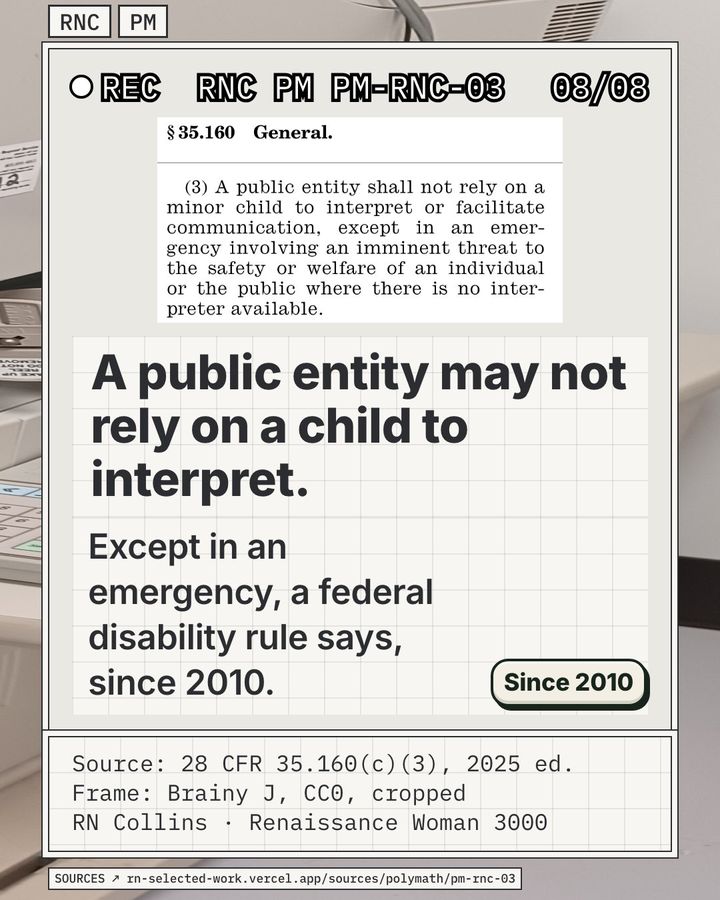 RNC PM
REC RNC PM PM-RNC-03 08/08
§ 35.160 General.
(3) A public entity shall not rely on a
minor child to interpret or facilitate
communication, except in an emer-
gency involving an imminent threat to
the safety or welfare of an individual
or the public where there is no inter-
preter available.
A public entity may not
rely on a child to
interpret.
Except in an
emergency, a federal
disability rule says,
since 2010.
Since 2010
Source: 28 CFR 35.160(c)(3), 2025 ed.
Frame: Brainy J, CC0, cropped
RN Collins · Renaissance Woman 3000
SOURCES ↗ rn-selected-work.vercel.app/sources/polymath/pm-rnc-03